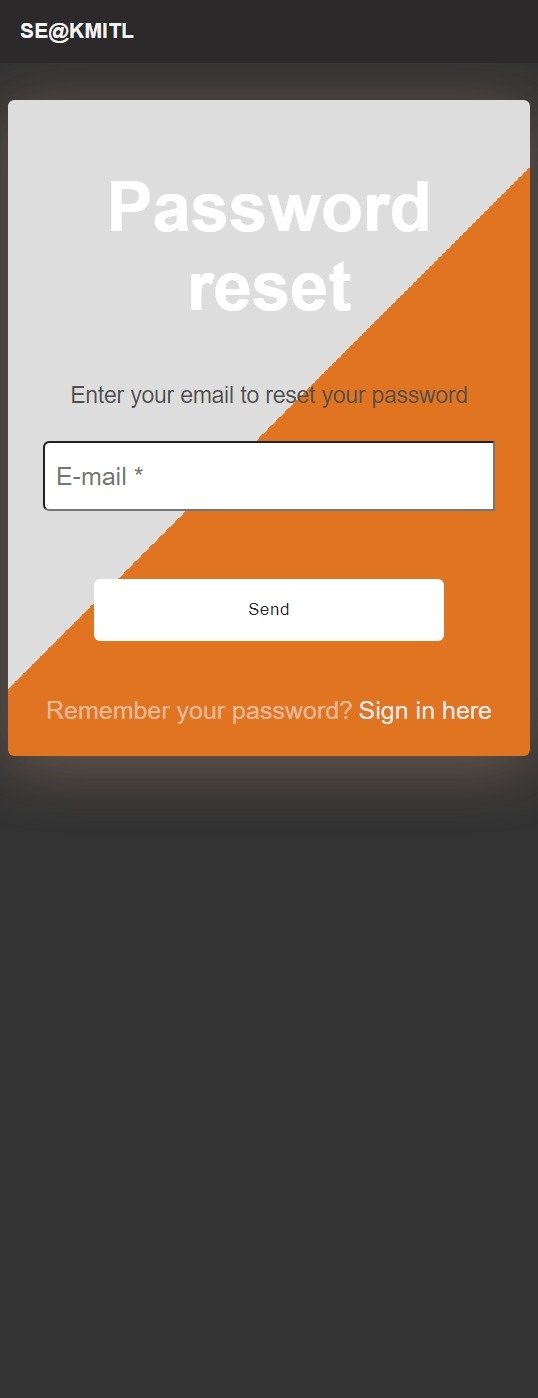 SE@KMITL
Password
reset
Enter your email to reset your password
E-mail *
Send
Remember your password? Sign in here